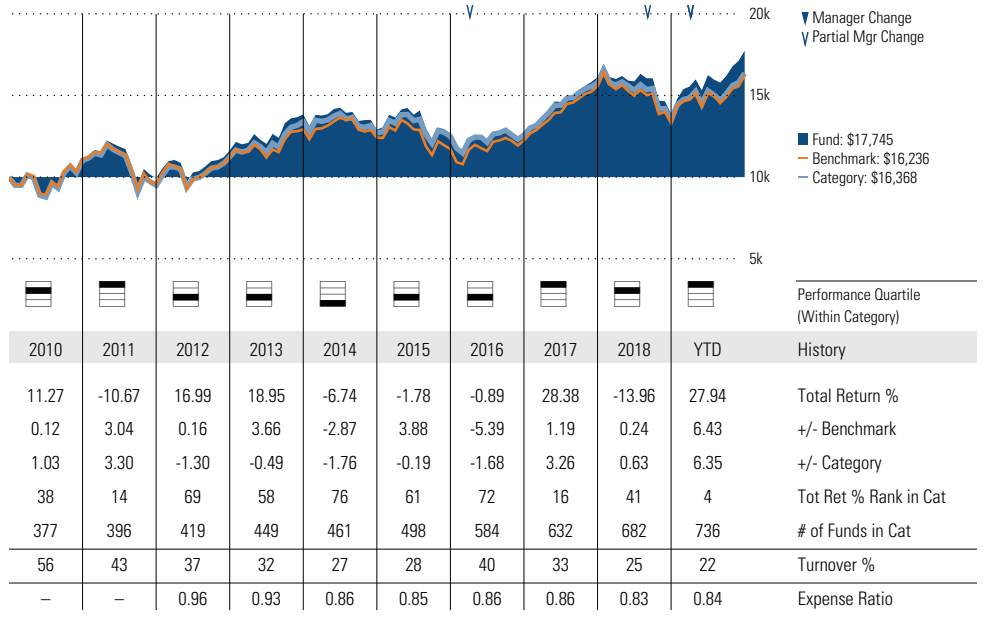 20k
15k
10k
5k
Manager Change
Partial Mgr Change
Fund: $17,745
Benchmark: $16,236
Category: $16,368
Performance Quartile
(Within Category)
2010 2011 2012 2013 2014 2015 2016 2017 2018 YTD History
11.27 -10.67 16.99 18.95 -6.74 -1.78 -0.89 28.38 -13.96 27.94 Total Return %
0.12 3.04 0.16 3.66 -2.87 3.88 -5.39 1.19 0.24 6.43 +/- Benchmark
1.03 3.30 -1.30 -0.49 -1.76 -0.19 -1.68 3.26 0.63 6.35 +/- Category
38 14 69 58 76 61 72 16 41 4 Tot Ret % Rank in Cat
377 396 419 449 461 498 584 632 682 736 # of Funds in Cat
56 43 37 32 27 28 40 33 25 22 Turnover %
– – 0.96 0.93 0.86 0.85 0.86 0.86 0.83 0.84 Expense Ratio